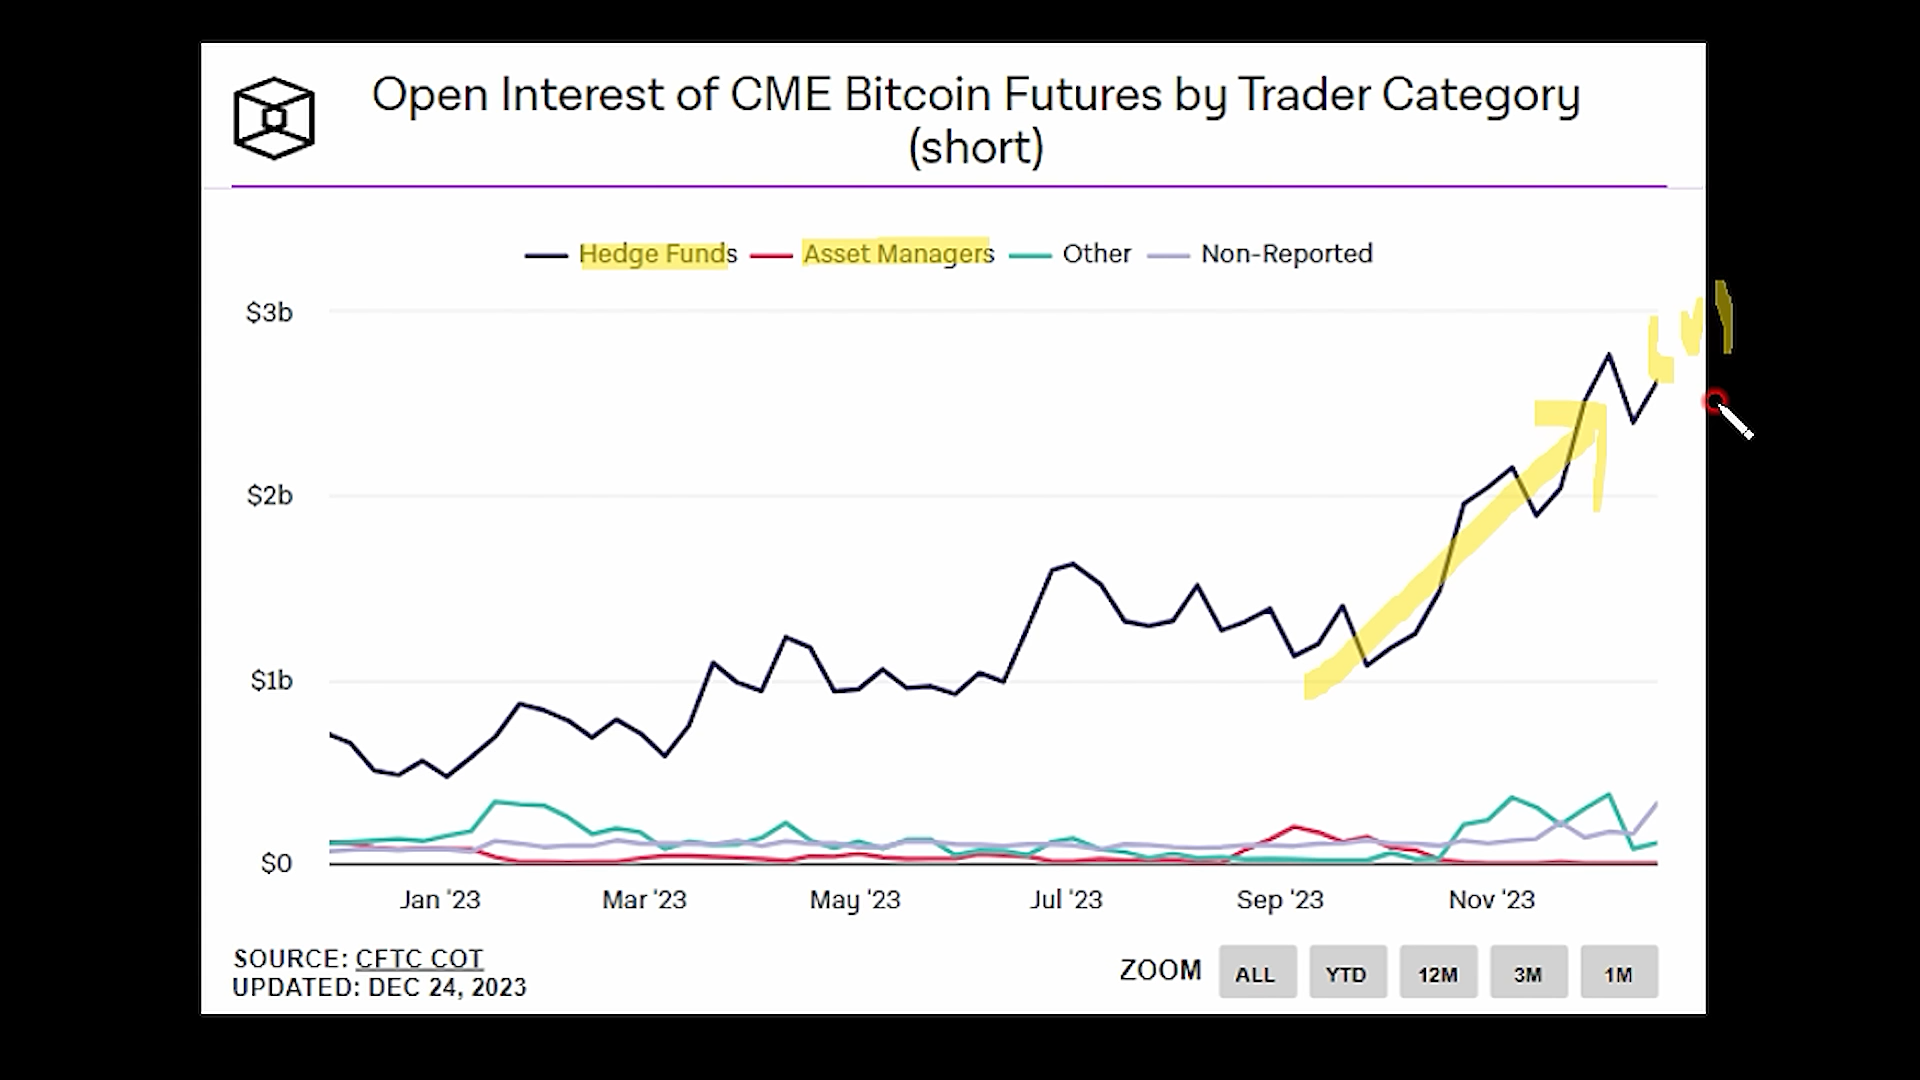 Open Interest of CME Bitcoin Futures by Trader Category
(short)
Hedge Funds Asset Managers Other Non-Reported
$3b
$2b
$1b
$0
Jan '23 Mar '23 May '23 Jul '23 Sep '23 Nov '23
SOURCE: CFTC COT
UPDATED: DEC 24, 2023
ZOOM ALL YTD 12M 3M 1M